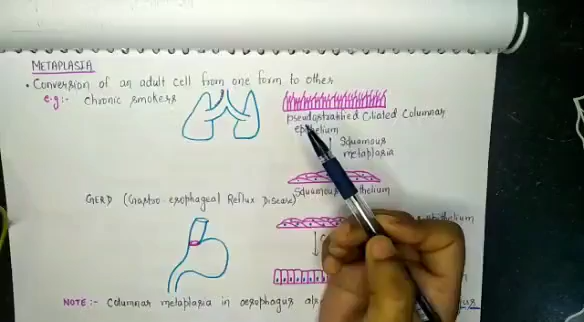 METAPLASIA
• Conversion of an adult cell from one form to other
e.g:- Chronic smokers
pseudostratified Ciliated Columnar
epithelium
Squamous
metaplasia
Squamous epithelium
GERD (Gastro-esophageal Reflux Disease)
epithelium
NOTE :- Columnar metaplasia in oesophagus